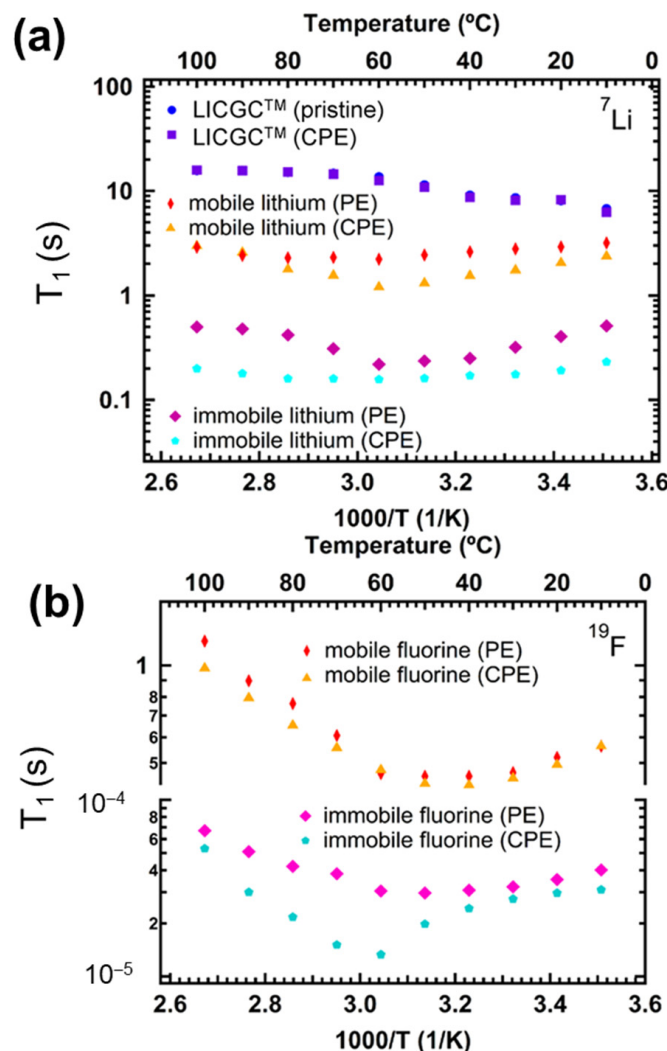 (a)
Temperature (ºC)
100 80 60 40 20 0
100
10
1
0.1
T₁ (s)
LICGC™ (pristine)
LICGC™ (CPE)
⁷Li
mobile lithium (PE)
mobile lithium (CPE)
immobile lithium (PE)
immobile lithium (CPE)
2.6 2.8 3.0 3.2 3.4 3.6
1000/T (1/K)
(b)
Temperature (ºC)
100 80 60 40 20 0
mobile fluorine (PE)
mobile fluorine (CPE)
¹⁹F
1
8
7
6
5
T₁ (s)
10⁻⁴
8
6
4
2
10⁻⁵
immobile fluorine (PE)
immobile fluorine (CPE)
2.6 2.8 3.0 3.2 3.4 3.6
1000/T (1/K)